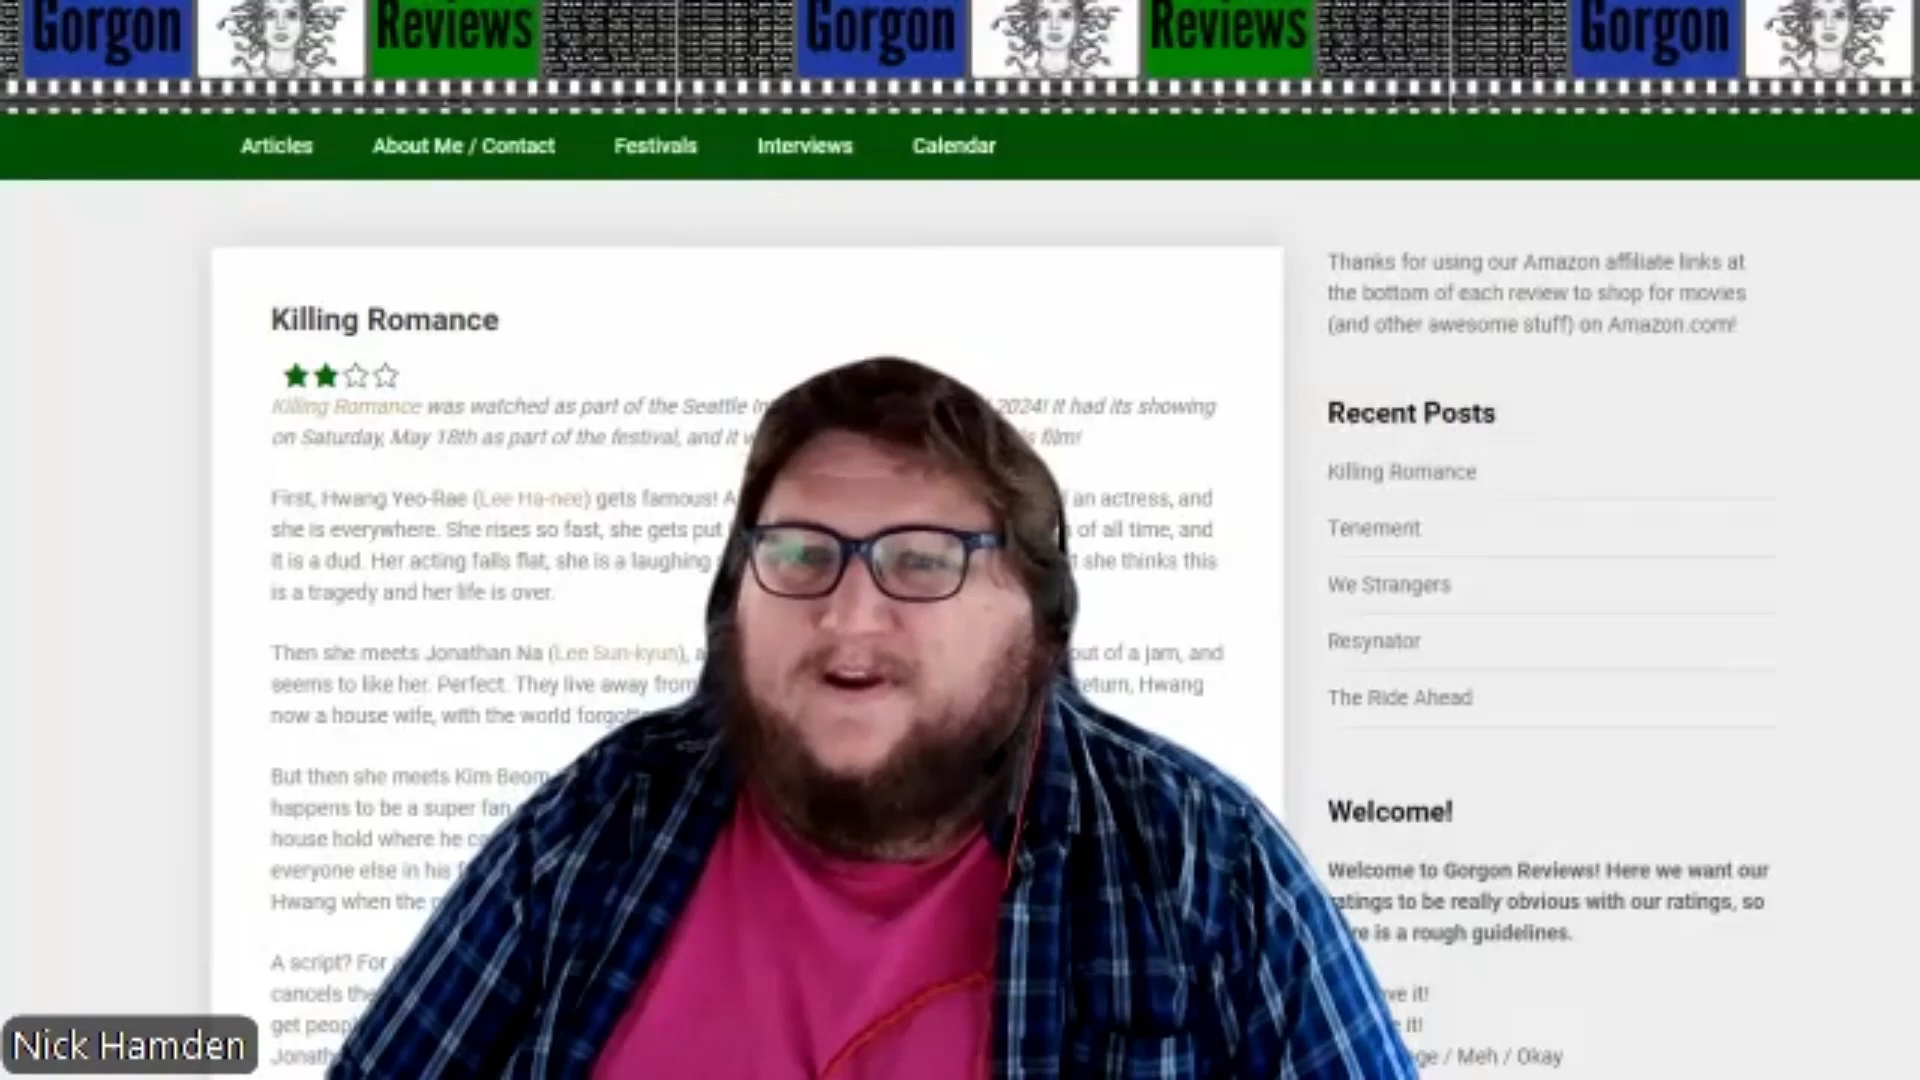 Gorgon Reviews Gorgon Reviews Gorgon
Articles About Me / Contact Festivals Interviews Calendar
Killing Romance
Killing Romance was watched as part of the Seattle 2024! It had its showing
on Saturday, May 18th as part of the festival, and it film!
First, Hwang Yeo-Rae (Lee Ha-nee) gets famous! an actress, and
she is everywhere. She rises so fast, she gets put of all time, and
it is a dud. Her acting falls flat, she is a laughing she thinks this
is a tragedy and her life is over.
Then she meets Jonathan Na (Lee Sun-kyun), out of a jam, and
seems to like her. Perfect. They live away from return, Hwang
now a house wife, with the world
But then she meets Kim Beom
happens to be a super fan
house hold where he
everyone else in his
Hwang when the
A script? For
cancels
get
Thanks for using our Amazon affiliate links at
the bottom of each review to shop for movies
(and other awesome stuff) on Amazon.com!
Recent Posts
Killing Romance
Tenement
We Strangers
Resynator
The Ride Ahead
Welcome!
Welcome to Gorgon Reviews! Here we want our
ratings to be really obvious with our ratings, so
is a rough guidelines.
it!
it!
/ Meh / Okay
Nick Hamden